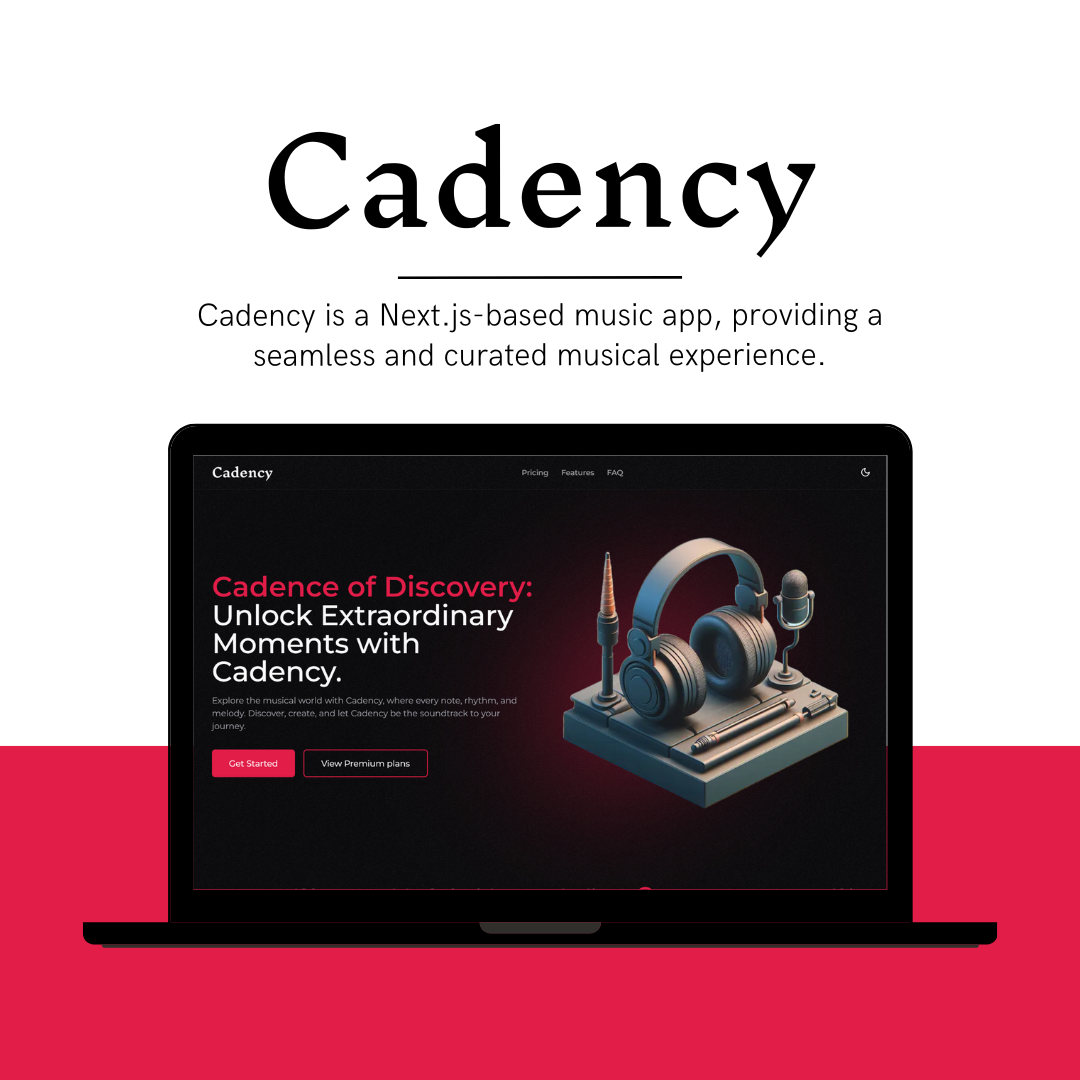 Cadency
Cadency is a Next.js-based music app, providing a
seamless and curated musical experience.
Cadency
Pricing Features FAQ
Cadence of Discovery:
Unlock Extraordinary
Moments with
Cadency.
Explore the musical world with Cadency, where every note, rhythm, and
melody. Discover, create, and let Cadency be the soundtrack to your
journey.
Get Started View Premium plans